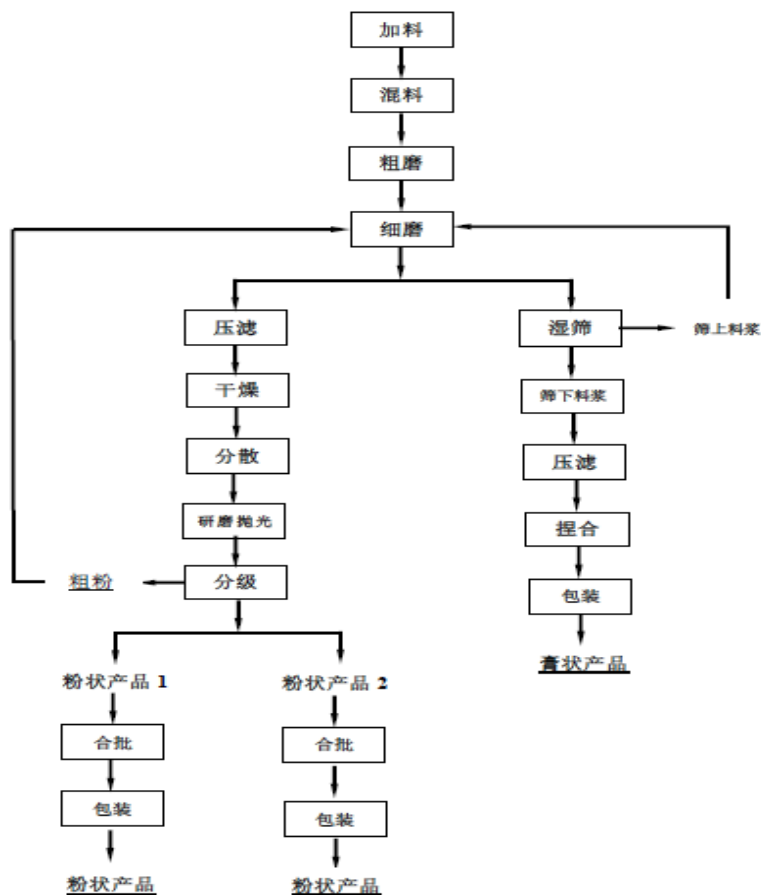 加料
混料
粗磨
细磨
压滤
湿筛
筛上料浆
干燥
筛下料浆
分散
压滤
研磨抛光
捏合
粗粉
分级
包装
膏状产品
粉状产品 1
粉状产品 2
合批
合批
包装
包装
粉状产品
粉状产品